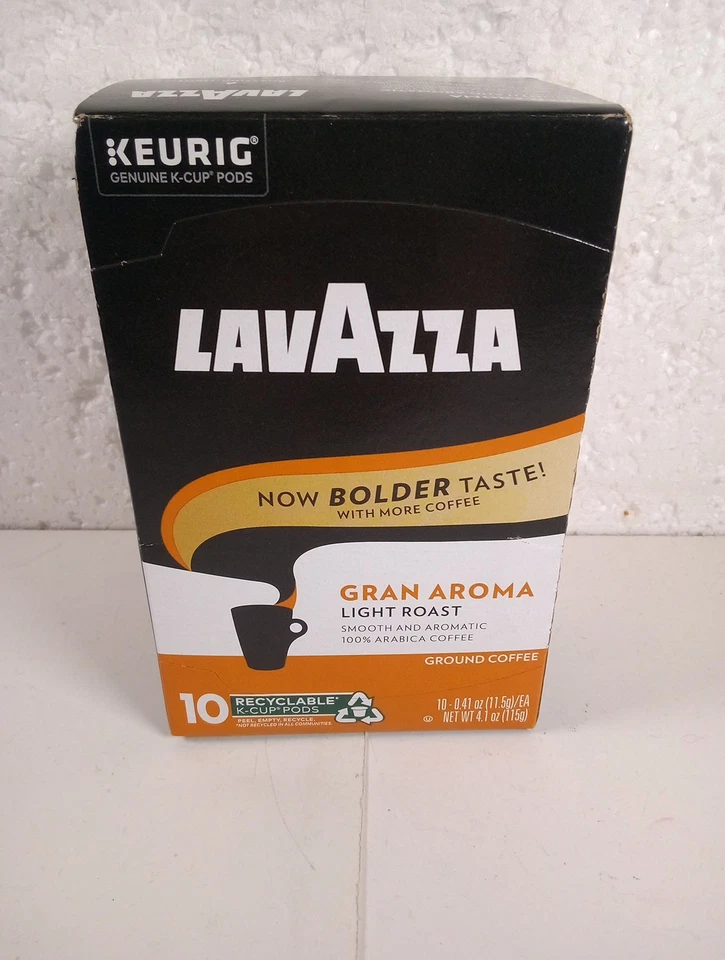 LAVAZZA
KEURIG®
GENUINE K-CUP® PODS
LAVAZZA
NOW BOLDER TASTE!
WITH MORE COFFEE
GRAN AROMA
LIGHT ROAST
SMOOTH AND AROMATIC
100% ARABICA COFFEE
GROUND COFFEE
10 RECYCLABLE*
K-CUP® PODS
PEEL, EMPTY, RECYCLE.
*NOT RECYCLED IN ALL COMMUNITIES.
10 - 0.41 oz (11.5g)/EA
U NET WT 4.1 oz (115g)